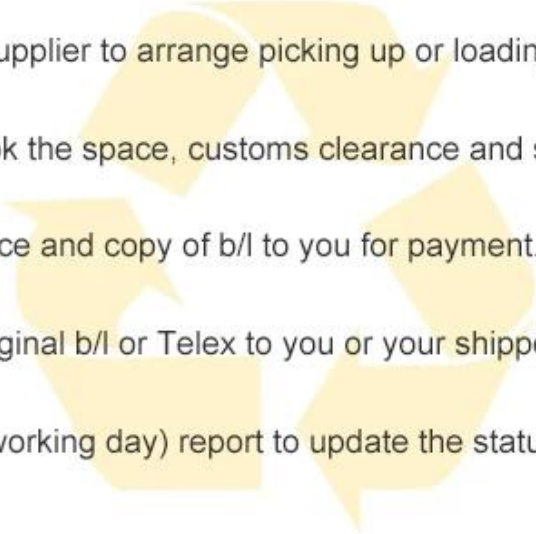 upplier to arrange picking up or loadin
k the space, customs clearance and s
ce and copy of b/l to you for payment.
ginal b/l or Telex to you or your shippe
working day) report to update the statu